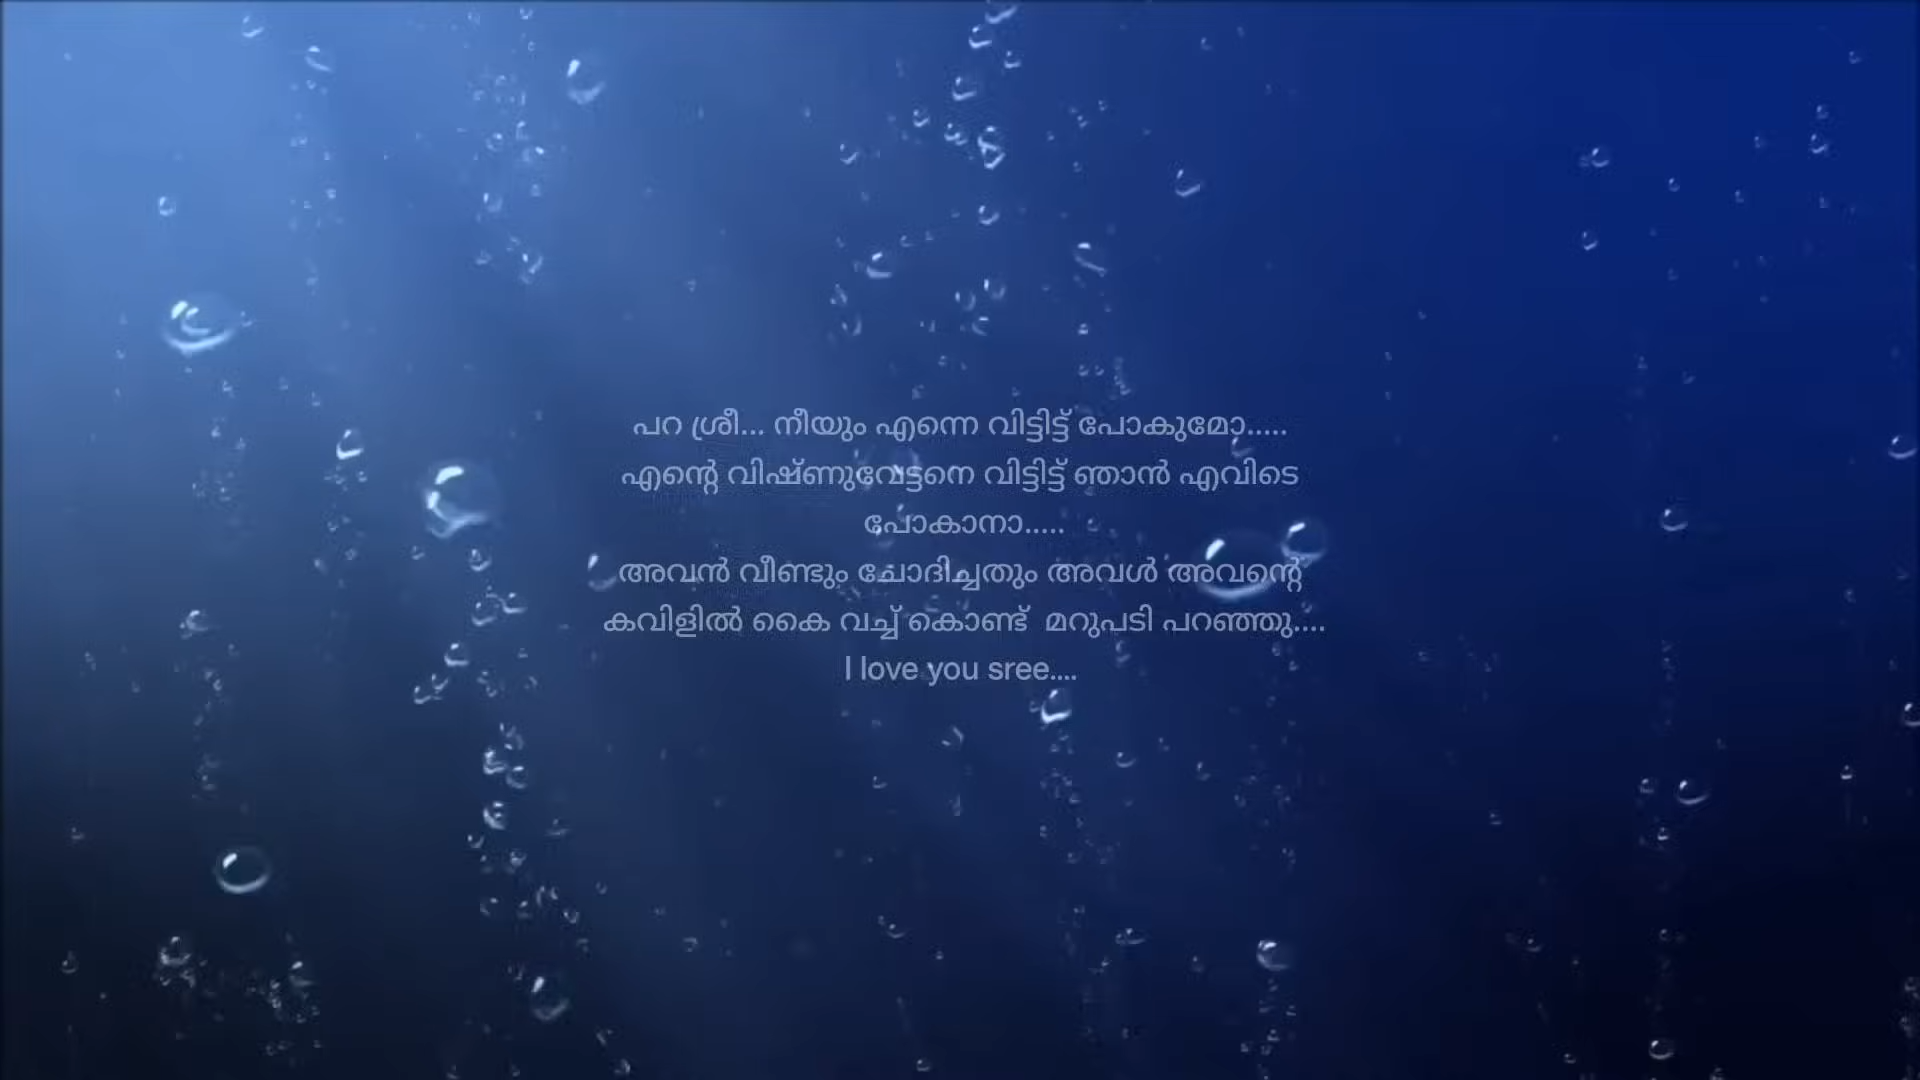 പറ ശ്രീ... നീയും എന്നെ വിട്ടിട്ട് പോകുമോ.....
എന്റെ വിഷ്ണുവേട്ടനെ വിട്ടിട്ട് ഞാൻ എവിടെ
പോകാനാ.....
അവൻ വീണ്ടും ചോദിച്ചതും അവൾ അവന്റെ
കവിളിൽ കൈ വച്ച് കൊണ്ട്  മറുപടി പറഞ്ഞു....
I love you sree....